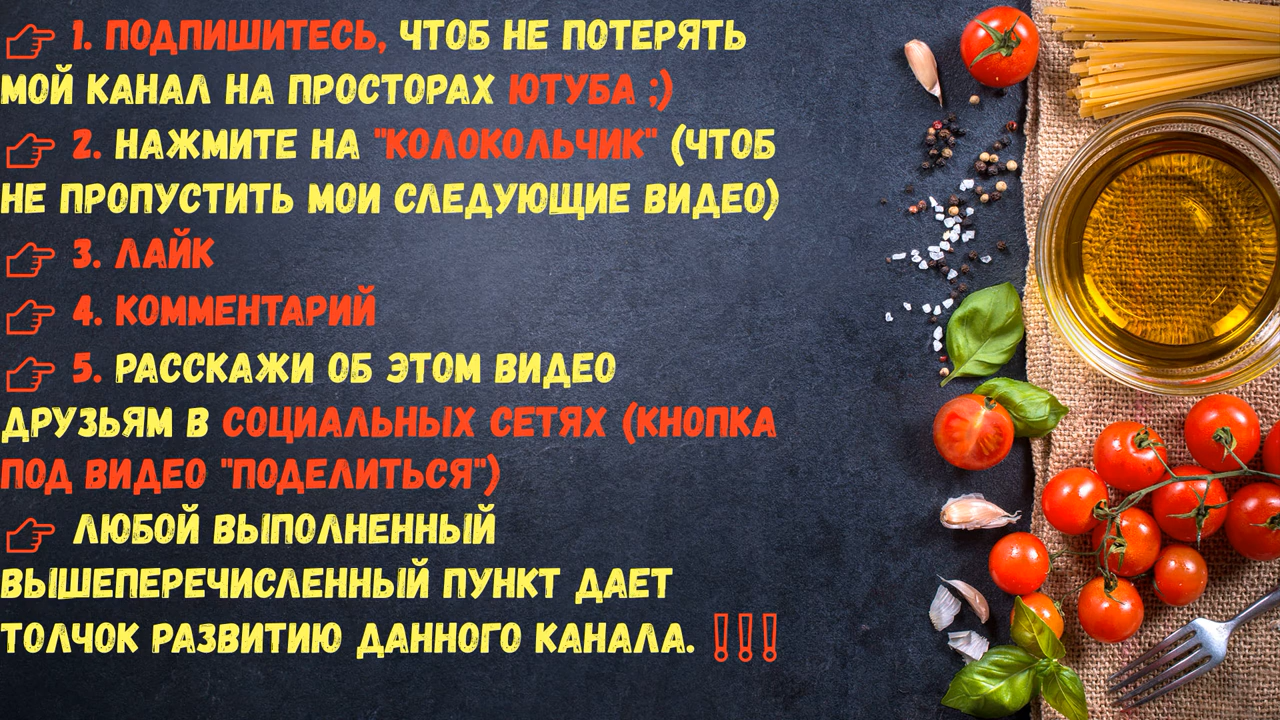 👉 1. ПОДПИШИТЕСЬ, ЧТОБ НЕ ПОТЕРЯТЬ
МОЙ КАНАЛ НА ПРОСТОРАХ ЮТУБА ;)
👉 2. НАЖМИТЕ НА "КОЛОКОЛЬЧИК" (ЧТОБ
НЕ ПРОПУСТИТЬ МОИ СЛЕДУЮЩИЕ ВИДЕО)
👉 3. ЛАЙК
👉 4. КОММЕНТАРИЙ
👉 5. РАССКАЖИ ОБ ЭТОМ ВИДЕО
ДРУЗЬЯМ В СОЦИАЛЬНЫХ СЕТЯХ (КНОПКА
ПОД ВИДЕО "ПОДЕЛИТЬСЯ")
👉 ЛЮБОЙ ВЫПОЛНЕННЫЙ
ВЫШЕПЕРЕЧИСЛЕННЫЙ ПУНКТ ДАЕТ
ТОЛЧОК РАЗВИТИЮ ДАННОГО КАНАЛА. !!!